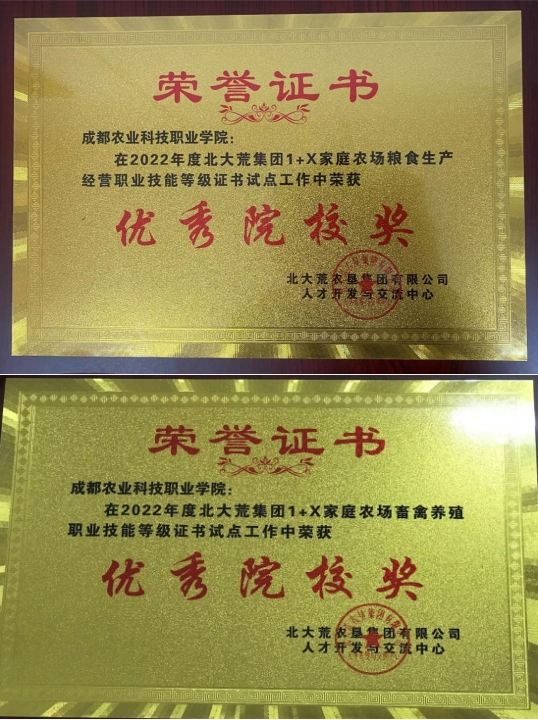 荣誉证书
成都农业科技职业学院：
在2022年度北大荒集团1+X家庭农场粮食生产
经营职业技能等级证书试点工作中荣获
优秀院校奖
北大荒农垦集团有限公司
人才开发与交流中心
荣誉证书
成都农业科技职业学院：
在2022年度北大荒集团1+X家庭农场畜禽养殖
职业技能等级证书试点工作中荣获
优秀院校奖
北大荒农垦集团有限公司
人才开发与交流中心